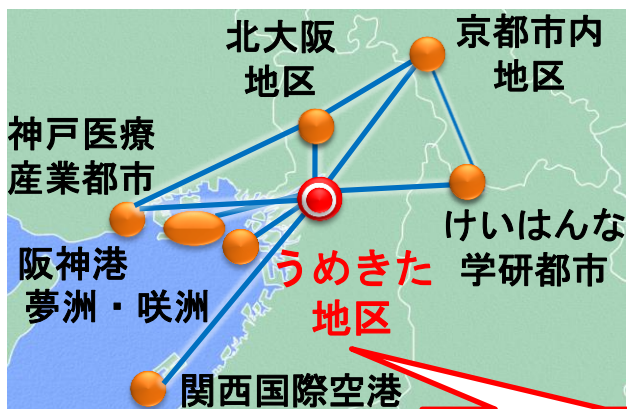 北大阪
地区
京都市内
地区
神戸医療
産業都市
けいはんな
学研都市
阪神港
夢洲・咲洲
うめきた
地区
関西国際空港